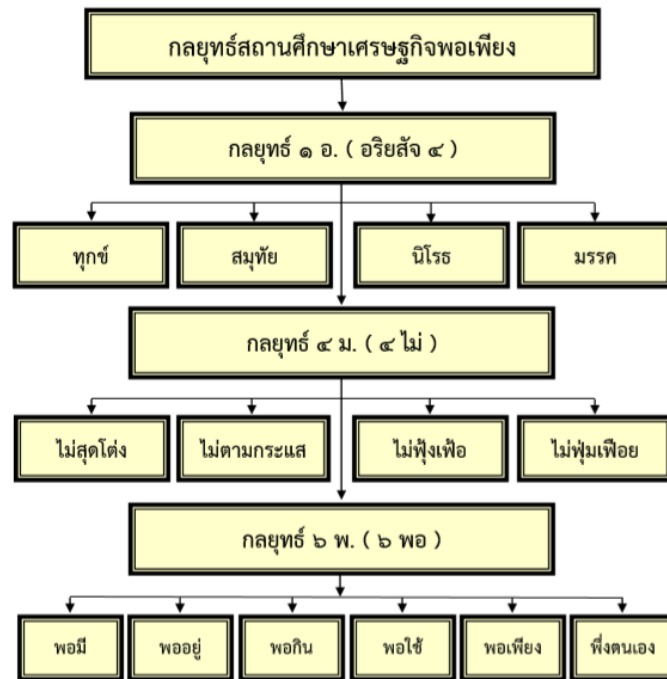 กลยุทธ์สถานศึกษาเศรษฐกิจพอเพียง
กลยุทธ์ ๑ อ. ( อริยสัจ ๔ )
ทุกข์ สมุทัย นิโรธ มรรค
กลยุทธ์ ๔ ม. ( ๔ ไม่ )
ไม่สุดโต่ง ไม่ตามกระแส ไม่ฟุ้งเฟ้อ ไม่ฟุ่มเฟือย
กลยุทธ์ ๖ พ. ( ๖ พอ )
พอมี พออยู่ พอกิน พอใช้ พอเพียง พึ่งตนเอง